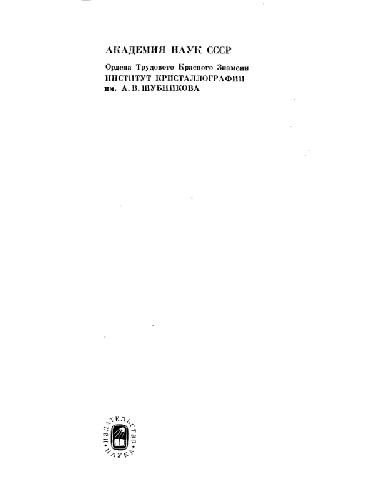 АКАДЕМИЯ НАУК СССР
Ордена Трудового Красного Знамени
ИНСТИТУТ КРИСТАЛЛОГРАФИИ
им. А. В. ШУБНИКОВА
ИЗДАТЕЛЬСТВО
НАУКА